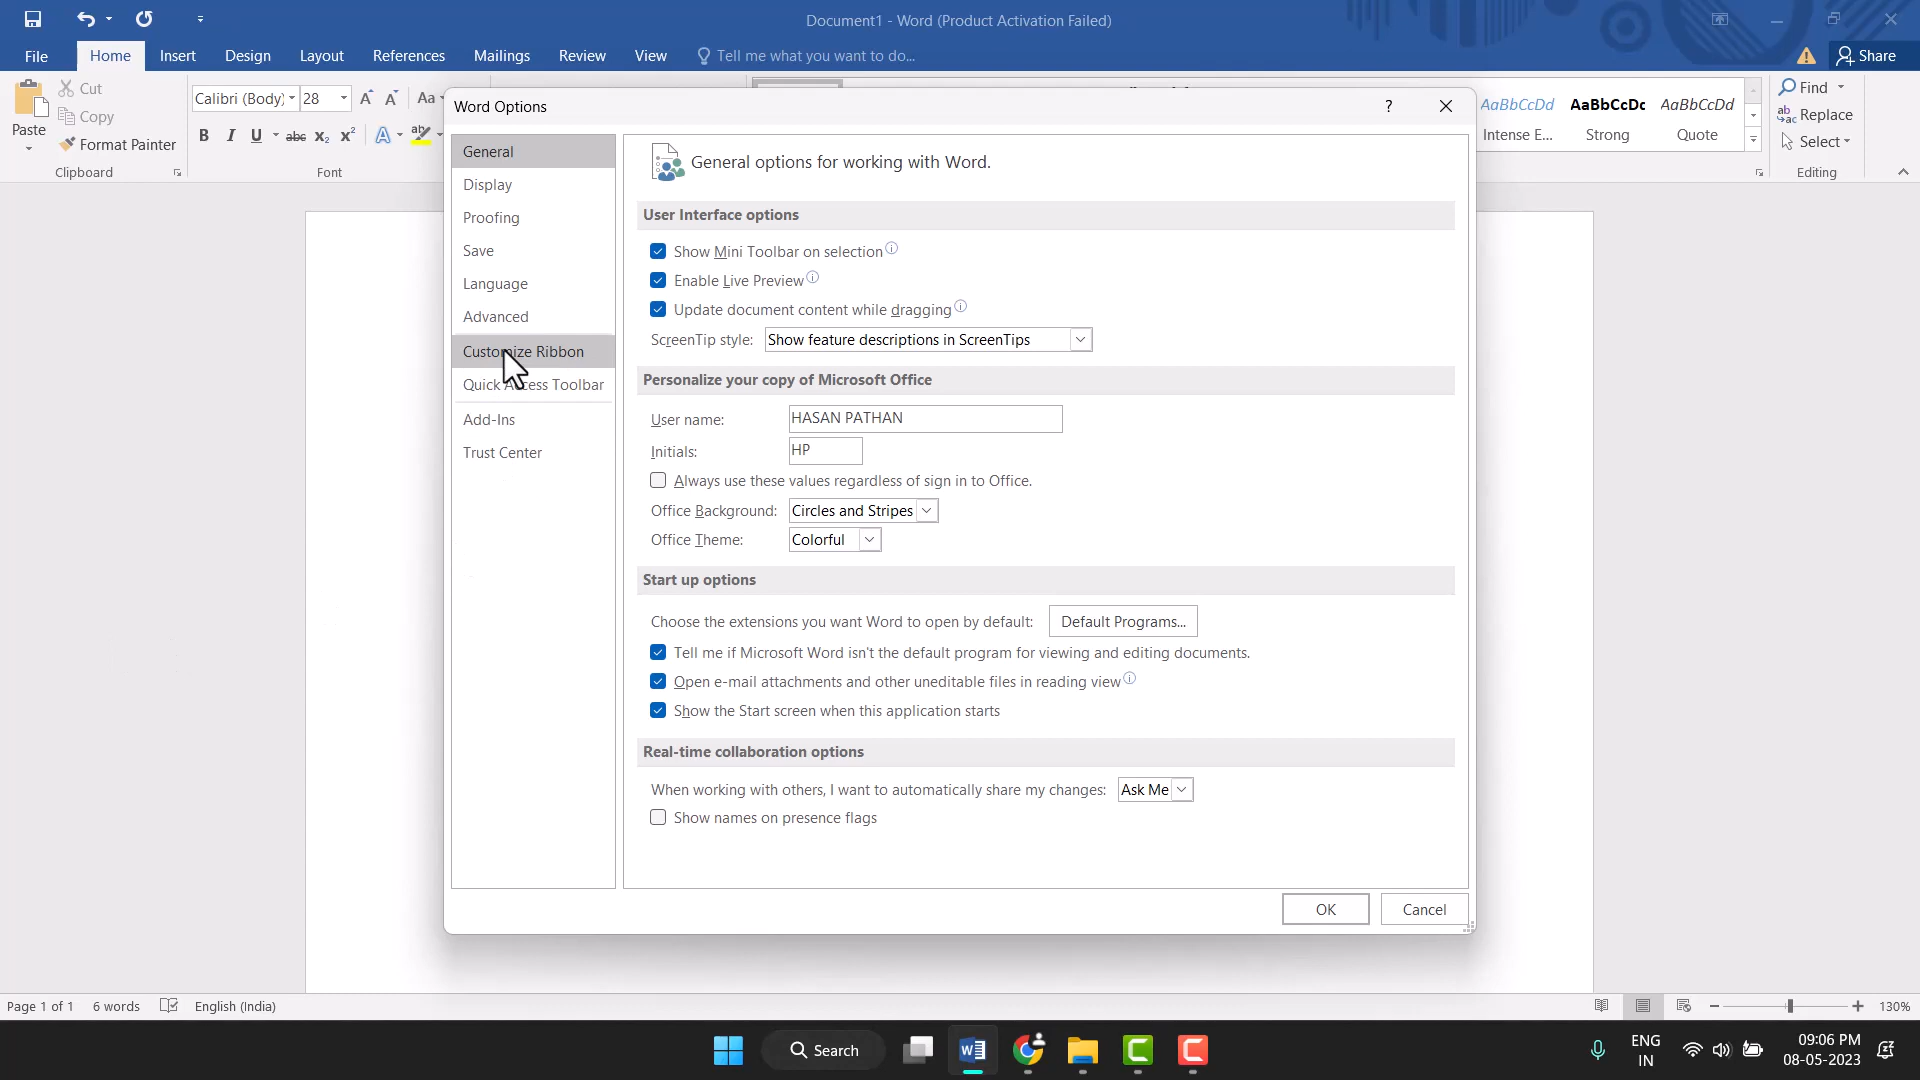 Document1 - Word (Product Activation Failed)
File Home Insert Design Layout References Mailings Review View Tell me what you want to do... Share
Cut
Copy
Format Painter
Paste
Clipboard
Calibri (Body) 28 Aa
B I U abc x₂ x² A ab
Font
AaBbCcDd AaBbCcDc AaBbCcDd
Intense E... Strong Quote
Find
Replace
Select
Editing
Word Options
General
Display
Proofing
Save
Language
Advanced
Customize Ribbon
Quick Access Toolbar
Add-Ins
Trust Center
General options for working with Word.
User Interface options
Show Mini Toolbar on selection
Enable Live Preview
Update document content while dragging
ScreenTip style: Show feature descriptions in ScreenTips
Personalize your copy of Microsoft Office
User name: HASAN PATHAN
Initials: HP
Always use these values regardless of sign in to Office.
Office Background: Circles and Stripes
Office Theme: Colorful
Start up options
Choose the extensions you want Word to open by default: Default Programs...
Tell me if Microsoft Word isn't the default program for viewing and editing documents.
Open e-mail attachments and other uneditable files in reading view
Show the Start screen when this application starts
Real-time collaboration options
When working with others, I want to automatically share my changes: Ask Me
Show names on presence flags
OK Cancel
Page 1 of 1 6 words English (India) 130%
Search
ENG
IN
09:06 PM
08-05-2023